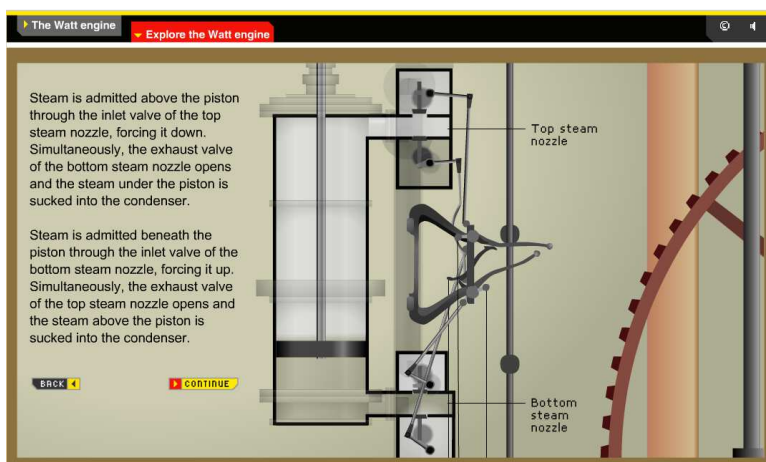 The Watt engine
Explore the Watt engine
©
Steam is admitted above the piston
through the inlet valve of the top
steam nozzle, forcing it down.
Simultaneously, the exhaust valve
of the bottom steam nozzle opens
and the steam under the piston is
sucked into the condenser.
Steam is admitted beneath the
piston through the inlet valve of the
bottom steam nozzle, forcing it up.
Simultaneously, the exhaust valve
of the top steam nozzle opens and
the steam above the piston is
sucked into the condenser.
BACK
CONTINUE
Top steam
nozzle
Bottom
steam
nozzle